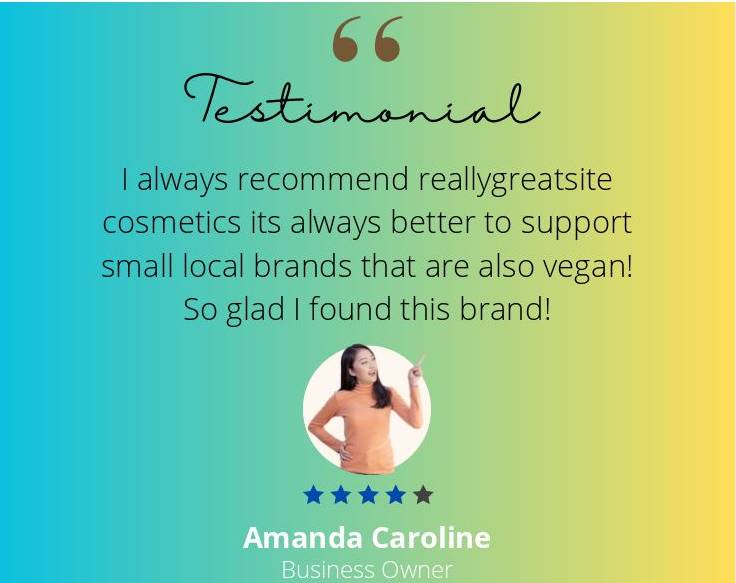 “
Testimonial
I always recommend reallygreatsite
cosmetics its always better to support
small local brands that are also vegan!
So glad I found this brand!
Amanda Caroline
Business Owner